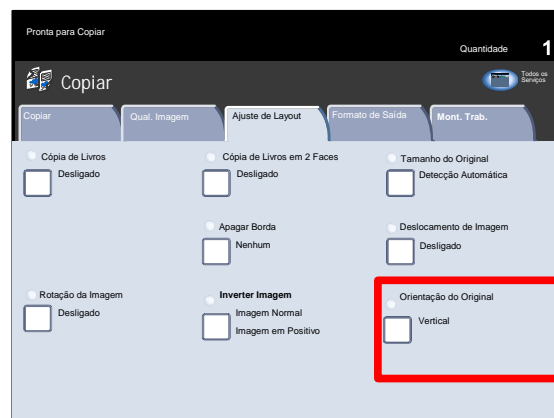 Pronta para Copiar
Quantidade 1
Copiar
Todos os
Serviços
Copiar Qual. Imagem Ajuste de Layout Formato de Saída Mont. Trab.
Cópia de Livros Cópia de Livros em 2 Faces Tamanho do Original
Desligado Desligado Detecção Automática
Apagar Borda Deslocamento de Imagem
Nenhum Desligado
Rotação da Imagem Inverter Imagem Orientação do Original
Desligado Imagem Normal Vertical
Imagem em Positivo